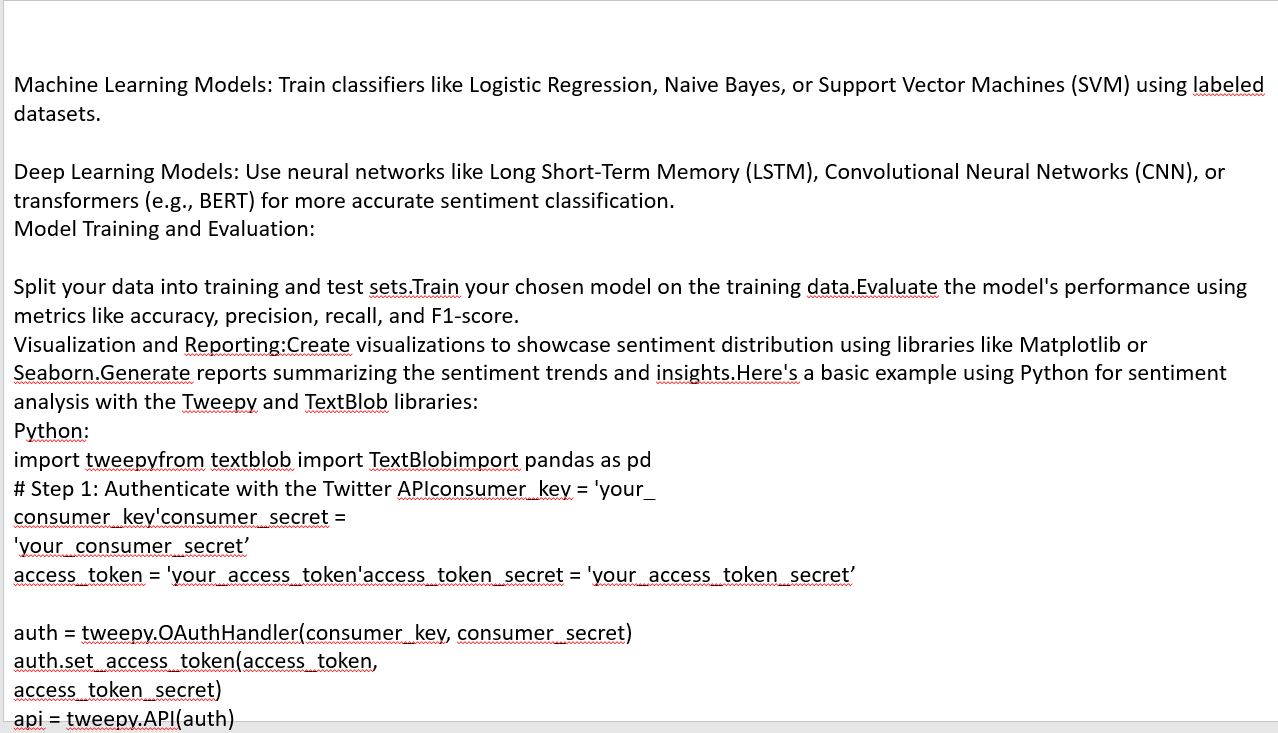 Machine Learning Models: Train classifiers like Logistic Regression, Naive Bayes, or Support Vector Machines (SVM) using labeled
datasets.
Deep Learning Models: Use neural networks like Long Short-Term Memory (LSTM), Convolutional Neural Networks (CNN), or
transformers (e.g., BERT) for more accurate sentiment classification.
Model Training and Evaluation:
Split your data into training and test sets.Train your chosen model on the training data.Evaluate the model's performance using
metrics like accuracy, precision, recall, and F1-score.
Visualization and Reporting:Create visualizations to showcase sentiment distribution using libraries like Matplotlib or
Seaborn.Generate reports summarizing the sentiment trends and insights.Here's a basic example using Python for sentiment
analysis with the Tweepy and TextBlob libraries:
Python:
import tweepyfrom textblob import TextBlobimport pandas as pd
# Step 1: Authenticate with the Twitter APIconsumer_key = 'your_
consumer_key'consumer_secret =
'your_consumer_secret’
access_token = 'your_access_token'access_token_secret = 'your_access_token_secret’
auth = tweepy.OAuthHandler(consumer_key, consumer_secret)
auth.set_access_token(access_token,
access_token_secret)
api = tweepy.API(auth)